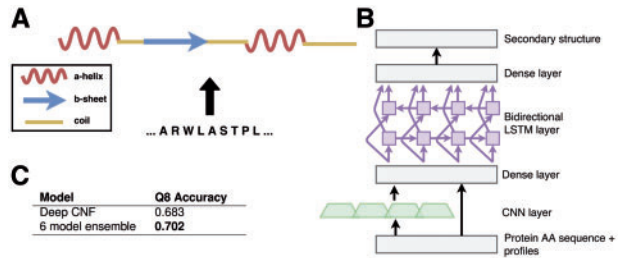 A
a-helix
b-sheet
coil
... A R W L A S T P L ...
B
Secondary structure
Dense layer
Bidirectional
LSTM layer
Dense layer
CNN layer
Protein AA sequence +
profiles
C
Model Q8 Accuracy
Deep CNF 0.683
6 model ensemble 0.702